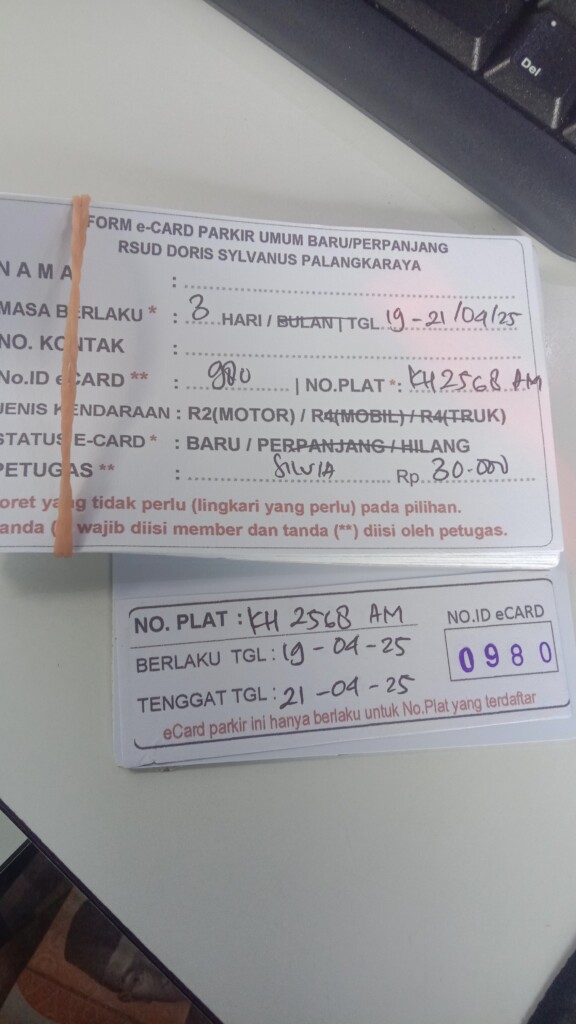 Del
FORM e-CARD PARKIR UMUM BARU/PERPANJANG
RSUD DORIS SYLVANUS PALANGKARAYA
NAMA :
MASA BERLAKU * : 3 HARI / BULAN | TGL 19 - 21/04/25
NO. KONTAK :
No.ID eCARD ** : 980 | NO.PLAT *: KH 2568 AM
JENIS KENDARAAN : R2(MOTOR) / R4(MOBIL) / R4(TRUK)
STATUS E-CARD * : BARU / PERPANJANG / HILANG
PETUGAS ** : SILVIA Rp. 30.000
oret yang tidak perlu (lingkari yang perlu) pada pilihan.
anda ( wajib diisi member dan tanda (**) diisi oleh petugas.
NO. PLAT : KH 2568 AM
NO.ID eCARD
BERLAKU TGL : 19 - 04 - 25
0980
TENGGAT TGL : 21 - 04 - 25
eCard parkir ini hanya berlaku untuk No.Plat yang terdaftar